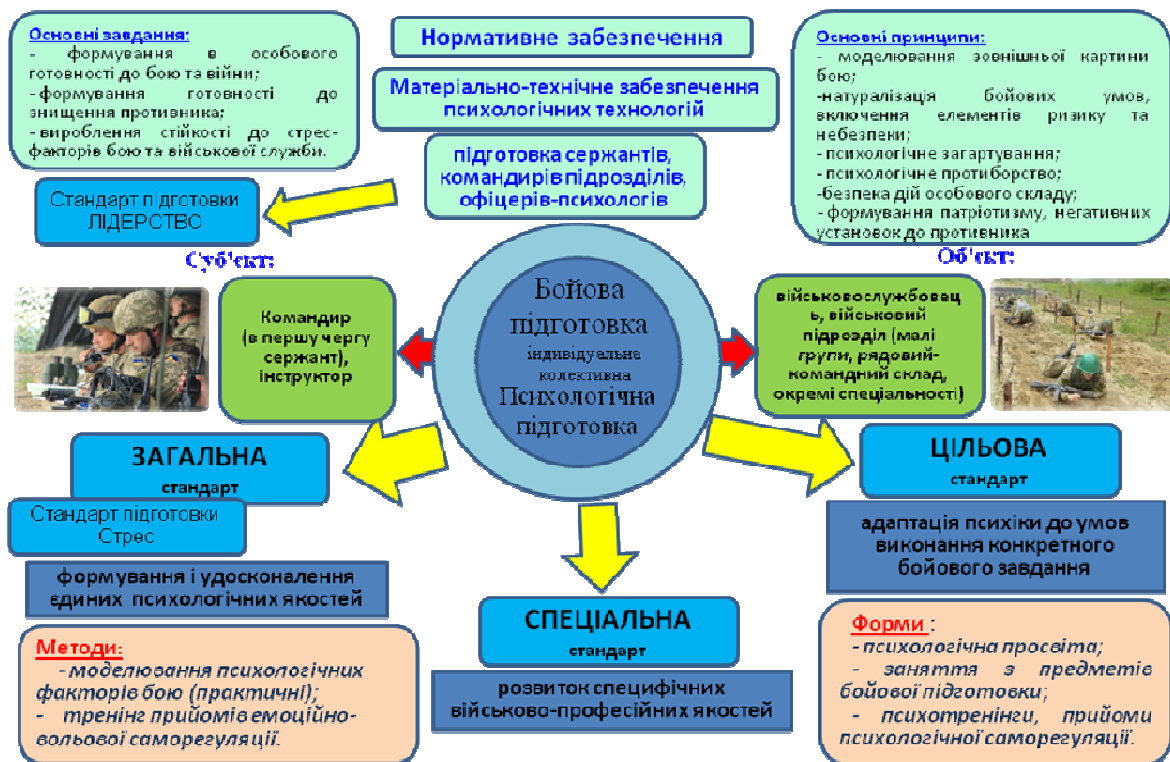 Основні завдання:
- формування в особового
готовності до бою та війни;
-формування готовності до
знищення противника;
-вироблення стійкості до стрес-
факторів бою та військової служби.
Нормативне забезпечення
Матеріально-технічне забезпечення
психологічних технологій
підготовка сержантів,
командирів підрозділів,
офіцерів-психологів
Основні принципи:
- моделювання зовнішньої картини
бою;
-натуралізація бойових умов,
включення елементів ризику та
небезпеки;
- психологічне загартування;
- психологічне протиборство;
-безпека дій особового складу;
- формування патріотизму, негативних
установок до противника
Стандарт підготовки
ЛІДЕРСТВО
Суб'єкт:
Командир
(в першу чергу
сержант),
інструктор
Бойова
підготовка
індивідуальна
колективна
Психологічна
підготовка
Об'єкт:
військовослужбовец
ь, військовий
підрозділ (малі
групи, рядовий-
командний склад,
окремі спеціальності)
ЗАГАЛЬНА
стандарт
Стандарт підготовки
Стрес
формування і удосконалення
єдиних психологічних якостей
Методи:
- моделювання психологічних
факторів бою (практичні);
- тренінг прийомів емоційно-
вольової саморегуляції.
СПЕЦІАЛЬНА
стандарт
розвиток специфічних
військово-професійних якостей
ЦІЛЬОВА
стандарт
адаптація психіки до умов
виконання конкретного
бойового завдання
Форми :
- психологічна просвіта;
- заняття з предметів
бойової підготовки;
- психотренінги, прийоми
психологічної саморегуляції.